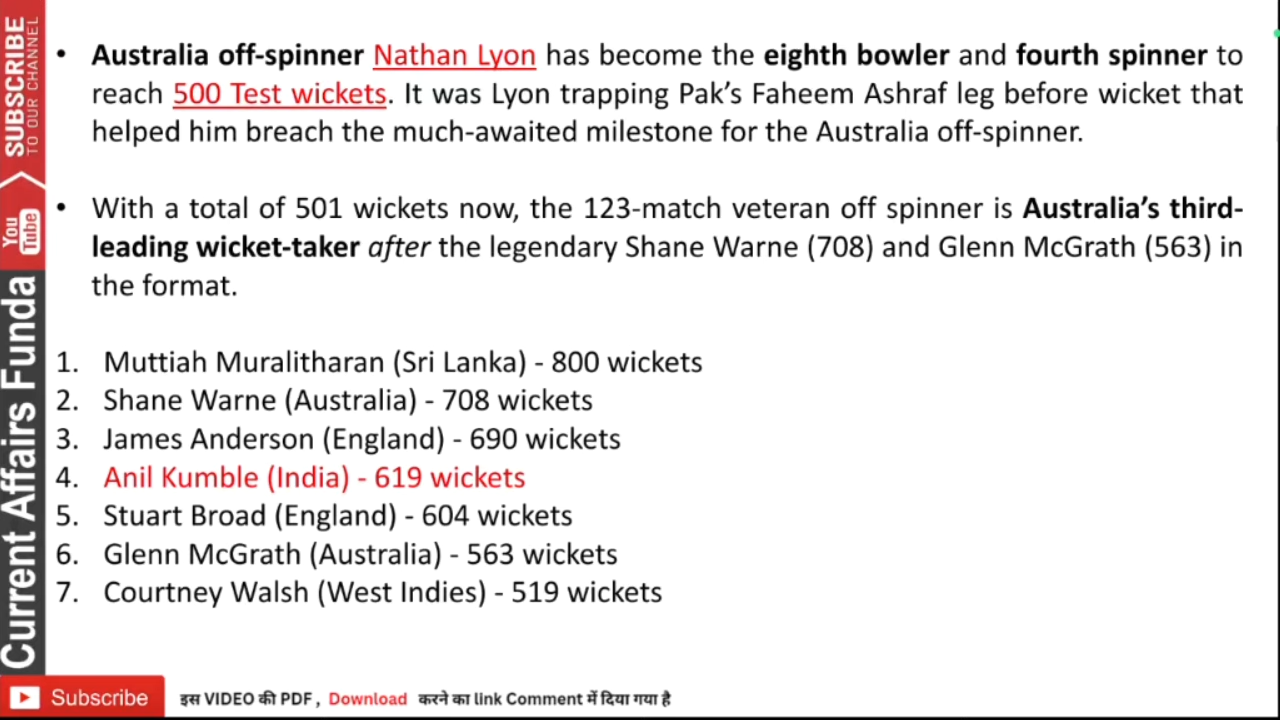 SUBSCRIBE
TO OUR CHANNEL
You
Tube
Current Affairs Funda
• Australia off-spinner Nathan Lyon has become the eighth bowler and fourth spinner to
reach 500 Test wickets. It was Lyon trapping Pak’s Faheem Ashraf leg before wicket that
helped him breach the much-awaited milestone for the Australia off-spinner.
• With a total of 501 wickets now, the 123-match veteran off spinner is Australia’s third-
leading wicket-taker after the legendary Shane Warne (708) and Glenn McGrath (563) in
the format.
1. Muttiah Muralitharan (Sri Lanka) - 800 wickets
2. Shane Warne (Australia) - 708 wickets
3. James Anderson (England) - 690 wickets
4. Anil Kumble (India) - 619 wickets
5. Stuart Broad (England) - 604 wickets
6. Glenn McGrath (Australia) - 563 wickets
7. Courtney Walsh (West Indies) - 519 wickets
Subscribe इस VIDEO की PDF , Download करने का link Comment में दिया गया है